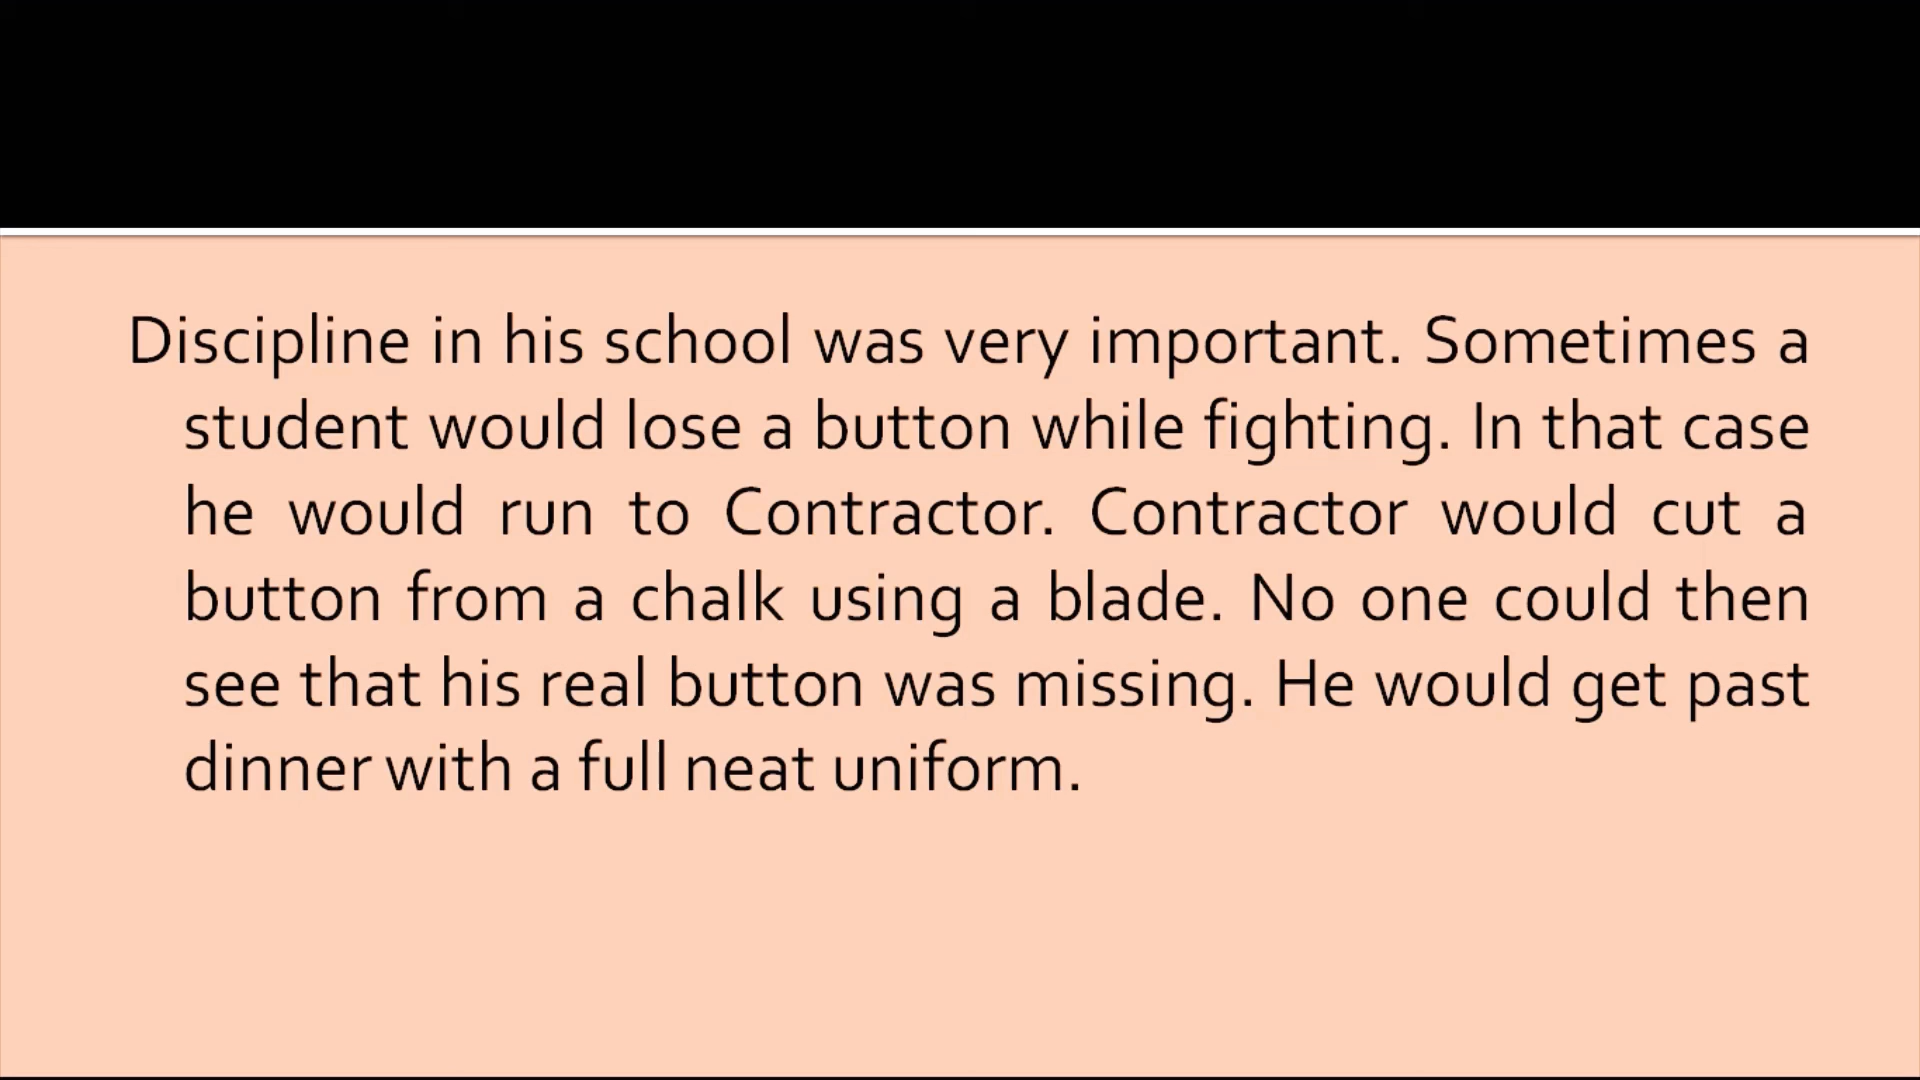 Discipline in his school was very important. Sometimes a
student would lose a button while fighting. In that case
he would run to Contractor. Contractor would cut a
button from a chalk using a blade. No one could then
see that his real button was missing. He would get past
dinner with a full neat uniform.